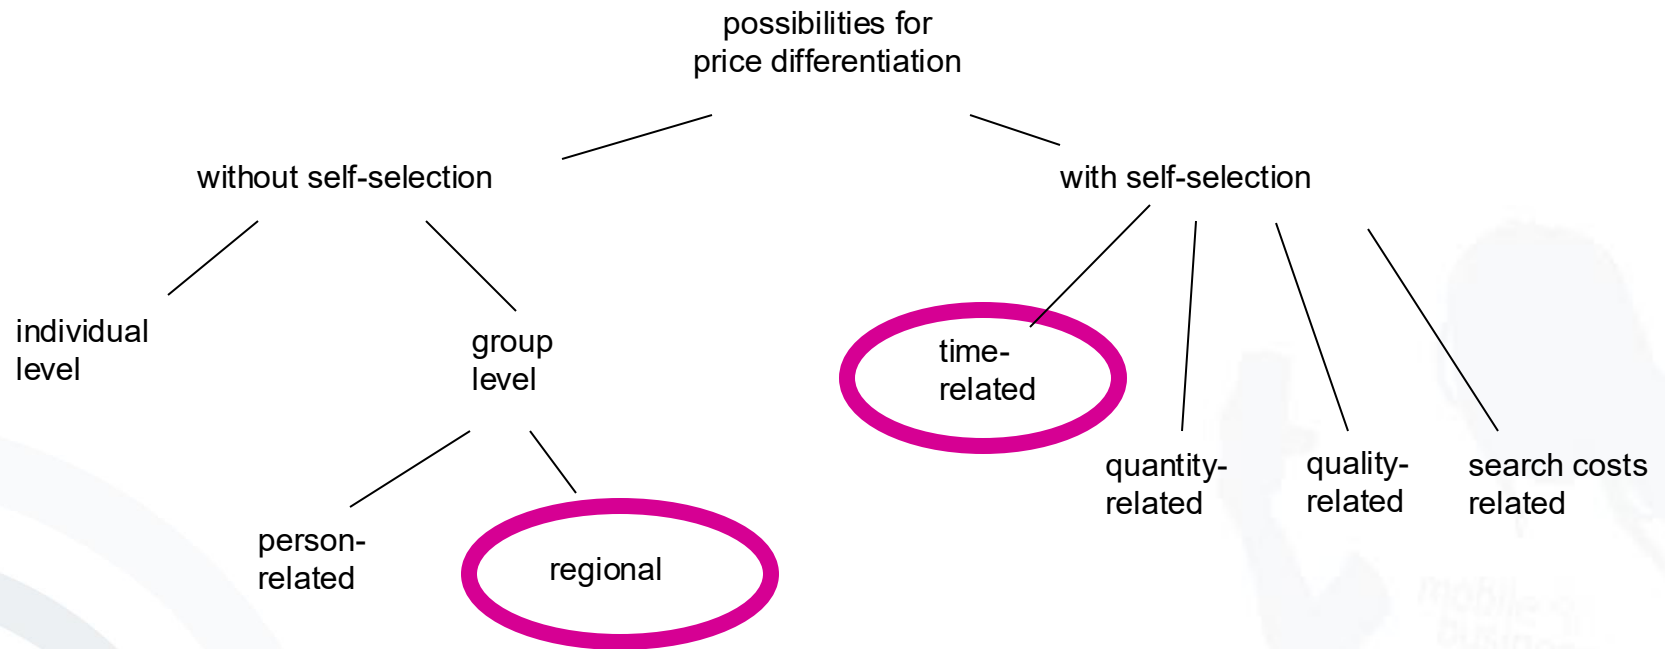 possibilities for
price differentiation
without self-selection
with self-selection
individual
level
group
level
time-
related
quantity-
related
quality-
related
search costs
related
person-
related
regional
mobile